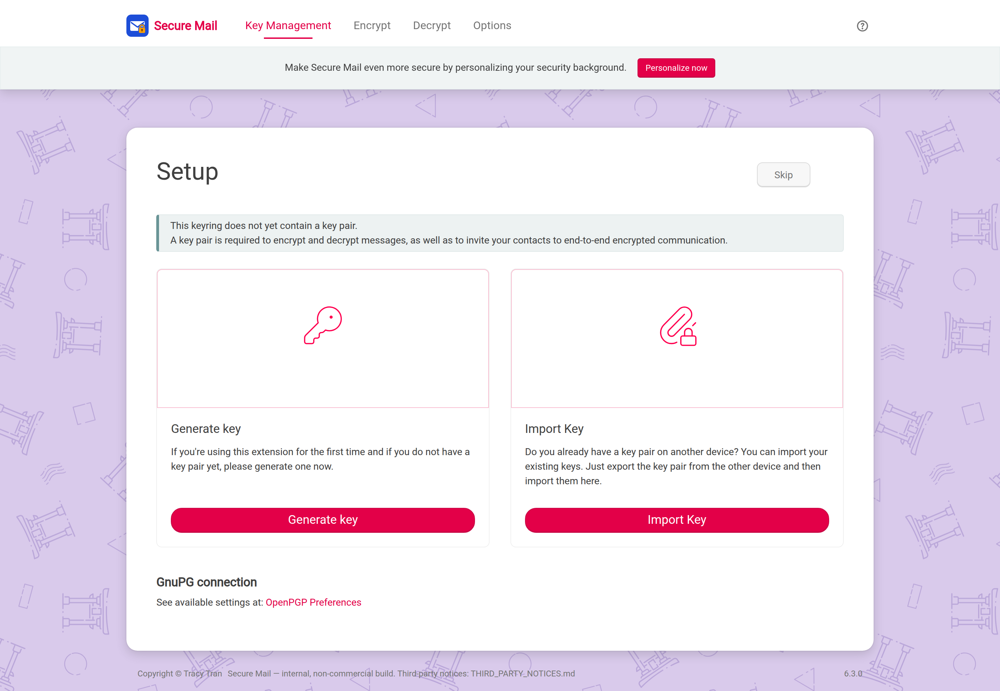 Secure Mail
Key Management
Encrypt
Decrypt
Options
Make Secure Mail even more secure by personalizing your security background.
Personalize now
Setup
Skip
This keyring does not yet contain a key pair.
A key pair is required to encrypt and decrypt messages, as well as to invite your contacts to end-to-end encrypted communication.
Generate key
If you're using this extension for the first time and if you do not have a
key pair yet, please generate one now.
Generate key
Import Key
Do you already have a key pair on another device? You can import your
existing keys. Just export the key pair from the other device and then
import them here.
Import Key
GnuPG connection
See available settings at: OpenPGP Preferences
Copyright © Tracy Tran Secure Mail — internal, non-commercial build. Third-party notices: THIRD_PARTY_NOTICES.md
6.3.0